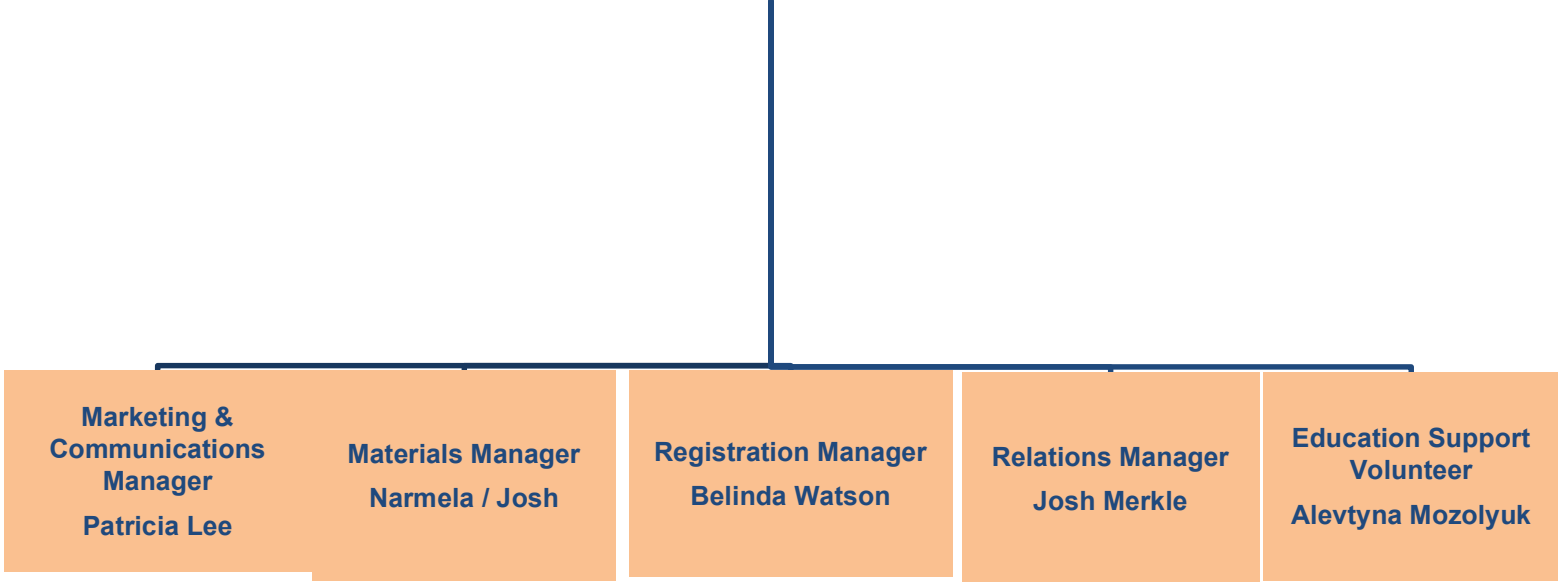 Marketing &
Communications
Manager
Patricia Lee
Materials Manager
Narmela / Josh
Registration Manager
Belinda Watson
Relations Manager
Josh Merkle
Education Support
Volunteer
Alevtyna Mozolyuk